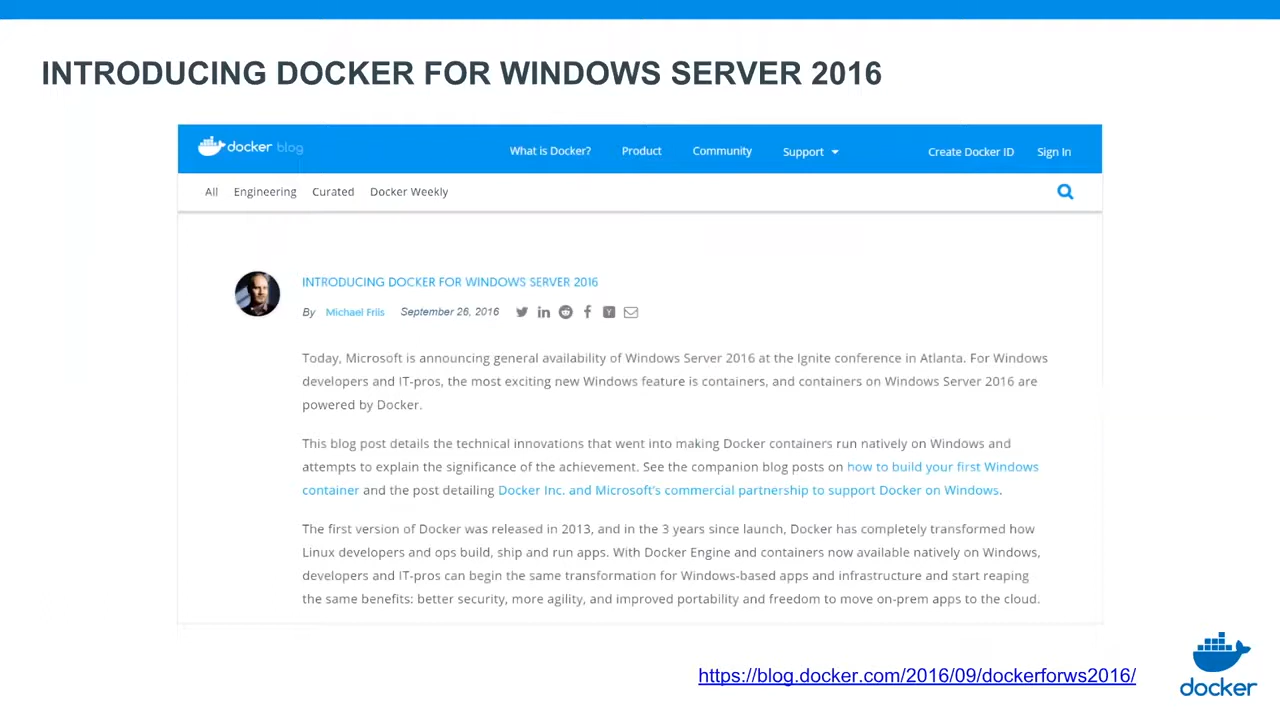 INTRODUCING DOCKER FOR WINDOWS SERVER 2016
docker blog
What is Docker? Product Community Support Create Docker ID Sign In
All Engineering Curated Docker Weekly
INTRODUCING DOCKER FOR WINDOWS SERVER 2016
By Michael Friis September 26, 2016
Today, Microsoft is announcing general availability of Windows Server 2016 at the Ignite conference in Atlanta. For Windows
developers and IT-pros, the most exciting new Windows feature is containers, and containers on Windows Server 2016 are
powered by Docker.
This blog post details the technical innovations that went into making Docker containers run natively on Windows and
attempts to explain the significance of the achievement. See the companion blog posts on how to build your first Windows
container and the post detailing Docker Inc. and Microsoft's commercial partnership to support Docker on Windows.
The first version of Docker was released in 2013, and in the 3 years since launch, Docker has completely transformed how
Linux developers and ops build, ship and run apps. With Docker Engine and containers now available natively on Windows,
developers and IT-pros can begin the same transformation for Windows-based apps and infrastructure and start reaping
the same benefits: better security, more agility, and improved portability and freedom to move on-prem apps to the cloud.
https://blog.docker.com/2016/09/dockerforws2016/
docker